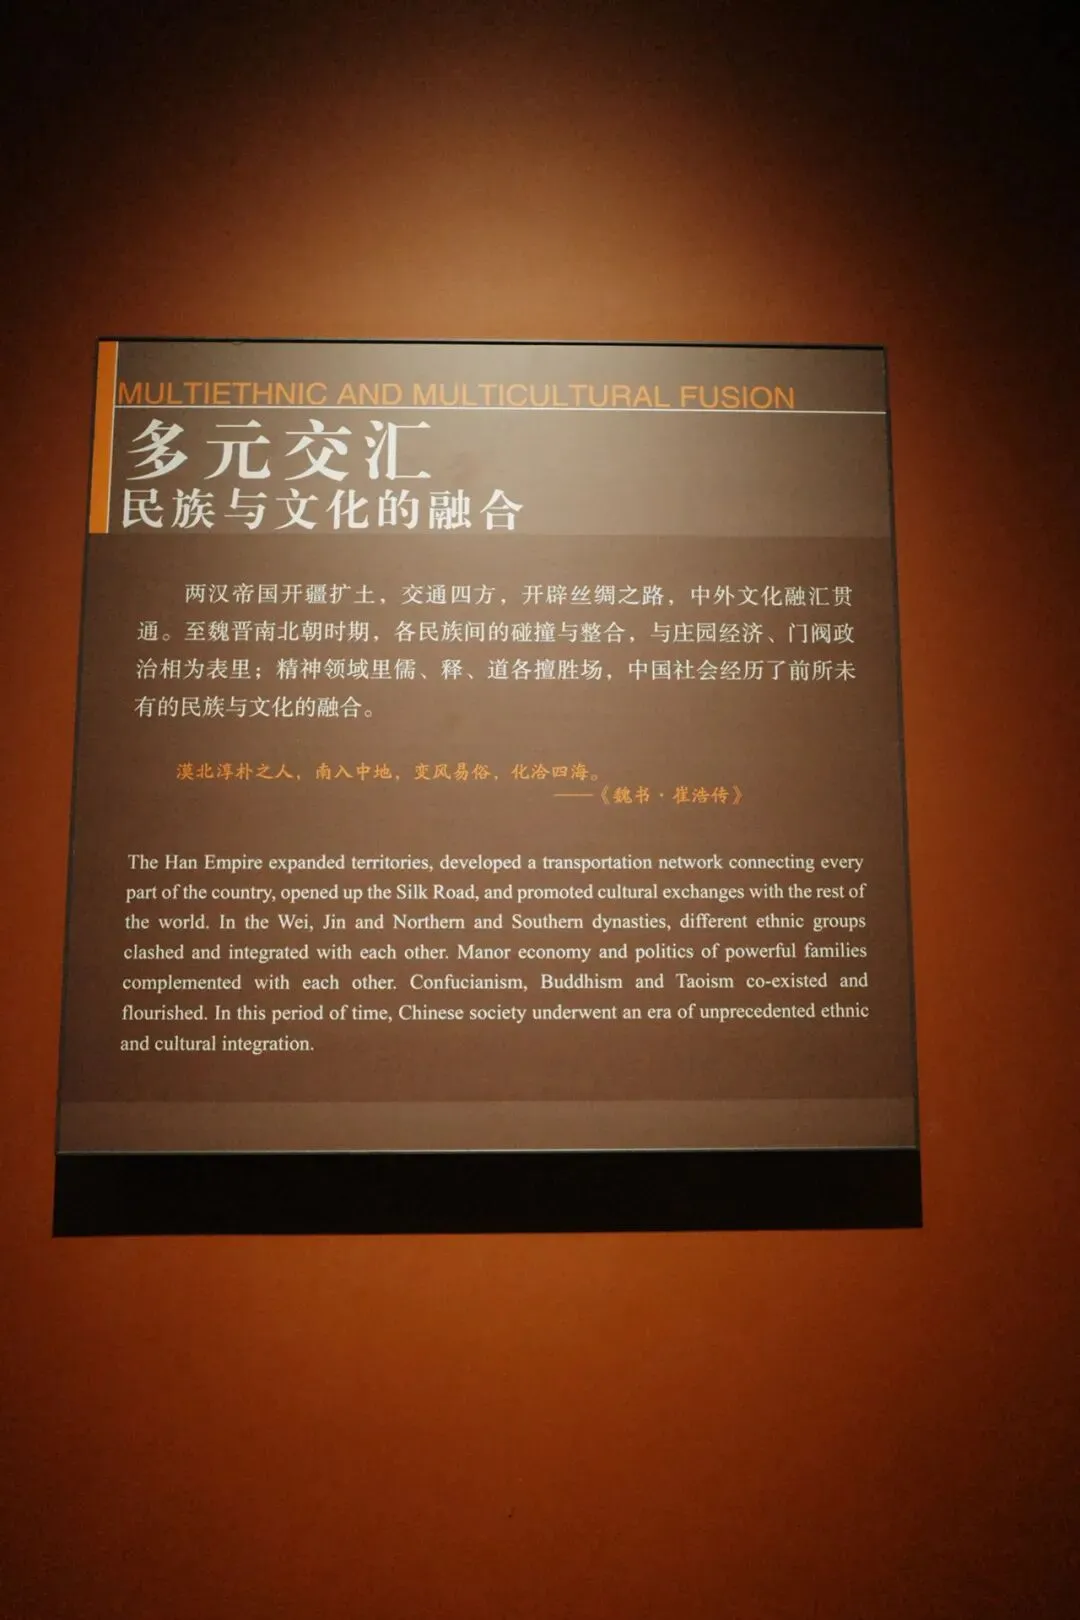 MULTIETHNIC AND MULTICULTURAL FUSION
多元交汇
民族与文化的融合
两汉帝国开疆扩土，交通四方，开辟丝绸之路，中外文化融汇贯
通。至魏晋南北朝时期，各民族间的碰撞与整合，与庄园经济、门阀政
治相为表里；精神领域里儒、释、道各擅胜场，中国社会经历了前所未
有的民族与文化的融合。
漠北淳朴之人，南入中地，变风易俗，化洽四海。
——《魏书·崔浩传》
The Han Empire expanded territories, developed a transportation network connecting every
part of the country, opened up the Silk Road, and promoted cultural exchanges with the rest of
the world. In the Wei, Jin and Northern and Southern dynasties, different ethnic groups
clashed and integrated with each other. Manor economy and politics of powerful families
complemented with each other. Confucianism, Buddhism and Taoism co-existed and
flourished. In this period of time, Chinese society underwent an era of unprecedented ethnic
and cultural integration.